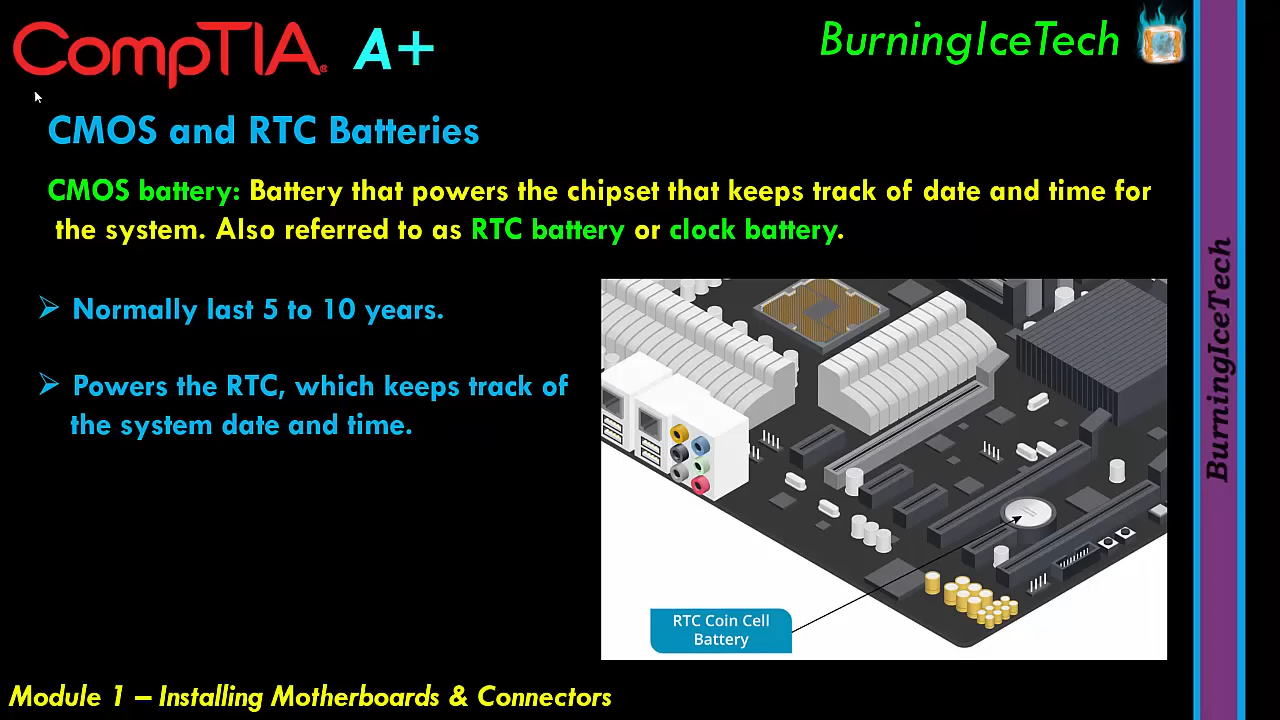 CompTIA® A+
BurningIceTech
CMOS and RTC Batteries
CMOS battery: Battery that powers the chipset that keeps track of date and time for
the system. Also referred to as RTC battery or clock battery.
Normally last 5 to 10 years.
Powers the RTC, which keeps track of
the system date and time.
RTC Coin Cell
Battery
Module 1 – Installing Motherboards & Connectors
BurningIceTech